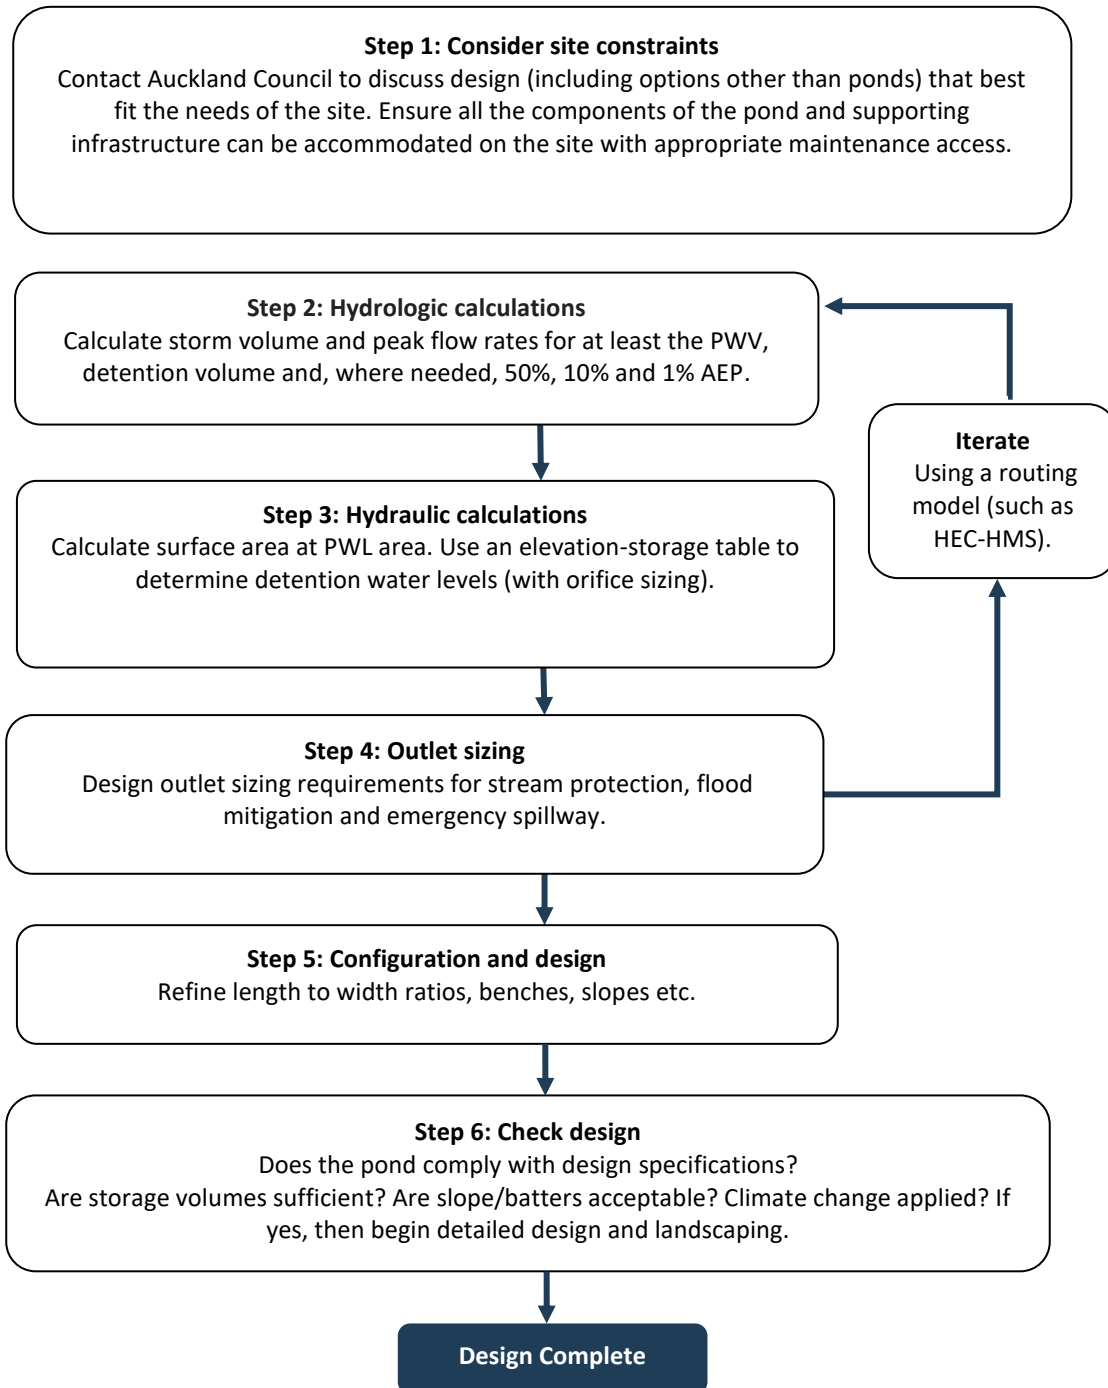 Step 1: Consider site constraints
Contact Auckland Council to discuss design (including options other than ponds) that best
fit the needs of the site. Ensure all the components of the pond and supporting
infrastructure can be accommodated on the site with appropriate maintenance access.
Step 2: Hydrologic calculations
Calculate storm volume and peak flow rates for at least the PWV,
detention volume and, where needed, 50%, 10% and 1% AEP.
Iterate
Using a routing
model (such as
HEC-HMS).
Step 3: Hydraulic calculations
Calculate surface area at PWL area. Use an elevation-storage table to
determine detention water levels (with orifice sizing).
Step 4: Outlet sizing
Design outlet sizing requirements for stream protection, flood
mitigation and emergency spillway.
Step 5: Configuration and design
Refine length to width ratios, benches, slopes etc.
Step 6: Check design
Does the pond comply with design specifications?
Are storage volumes sufficient? Are slope/batters acceptable? Climate change applied? If
yes, then begin detailed design and landscaping.
Design Complete